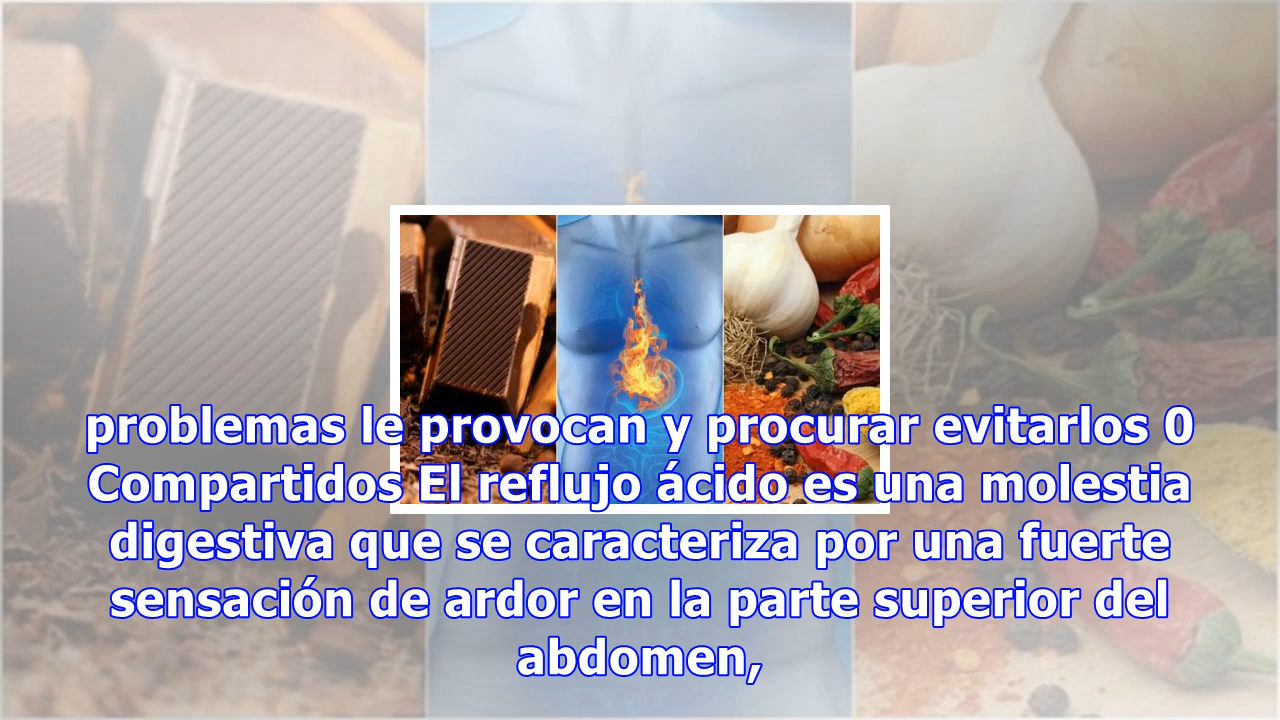 problemas le provocan y procurar evitarlos 0
Compartidos El reflujo ácido es una molestia
digestiva que se caracteriza por una fuerte
sensación de ardor en la parte superior del
abdomen,